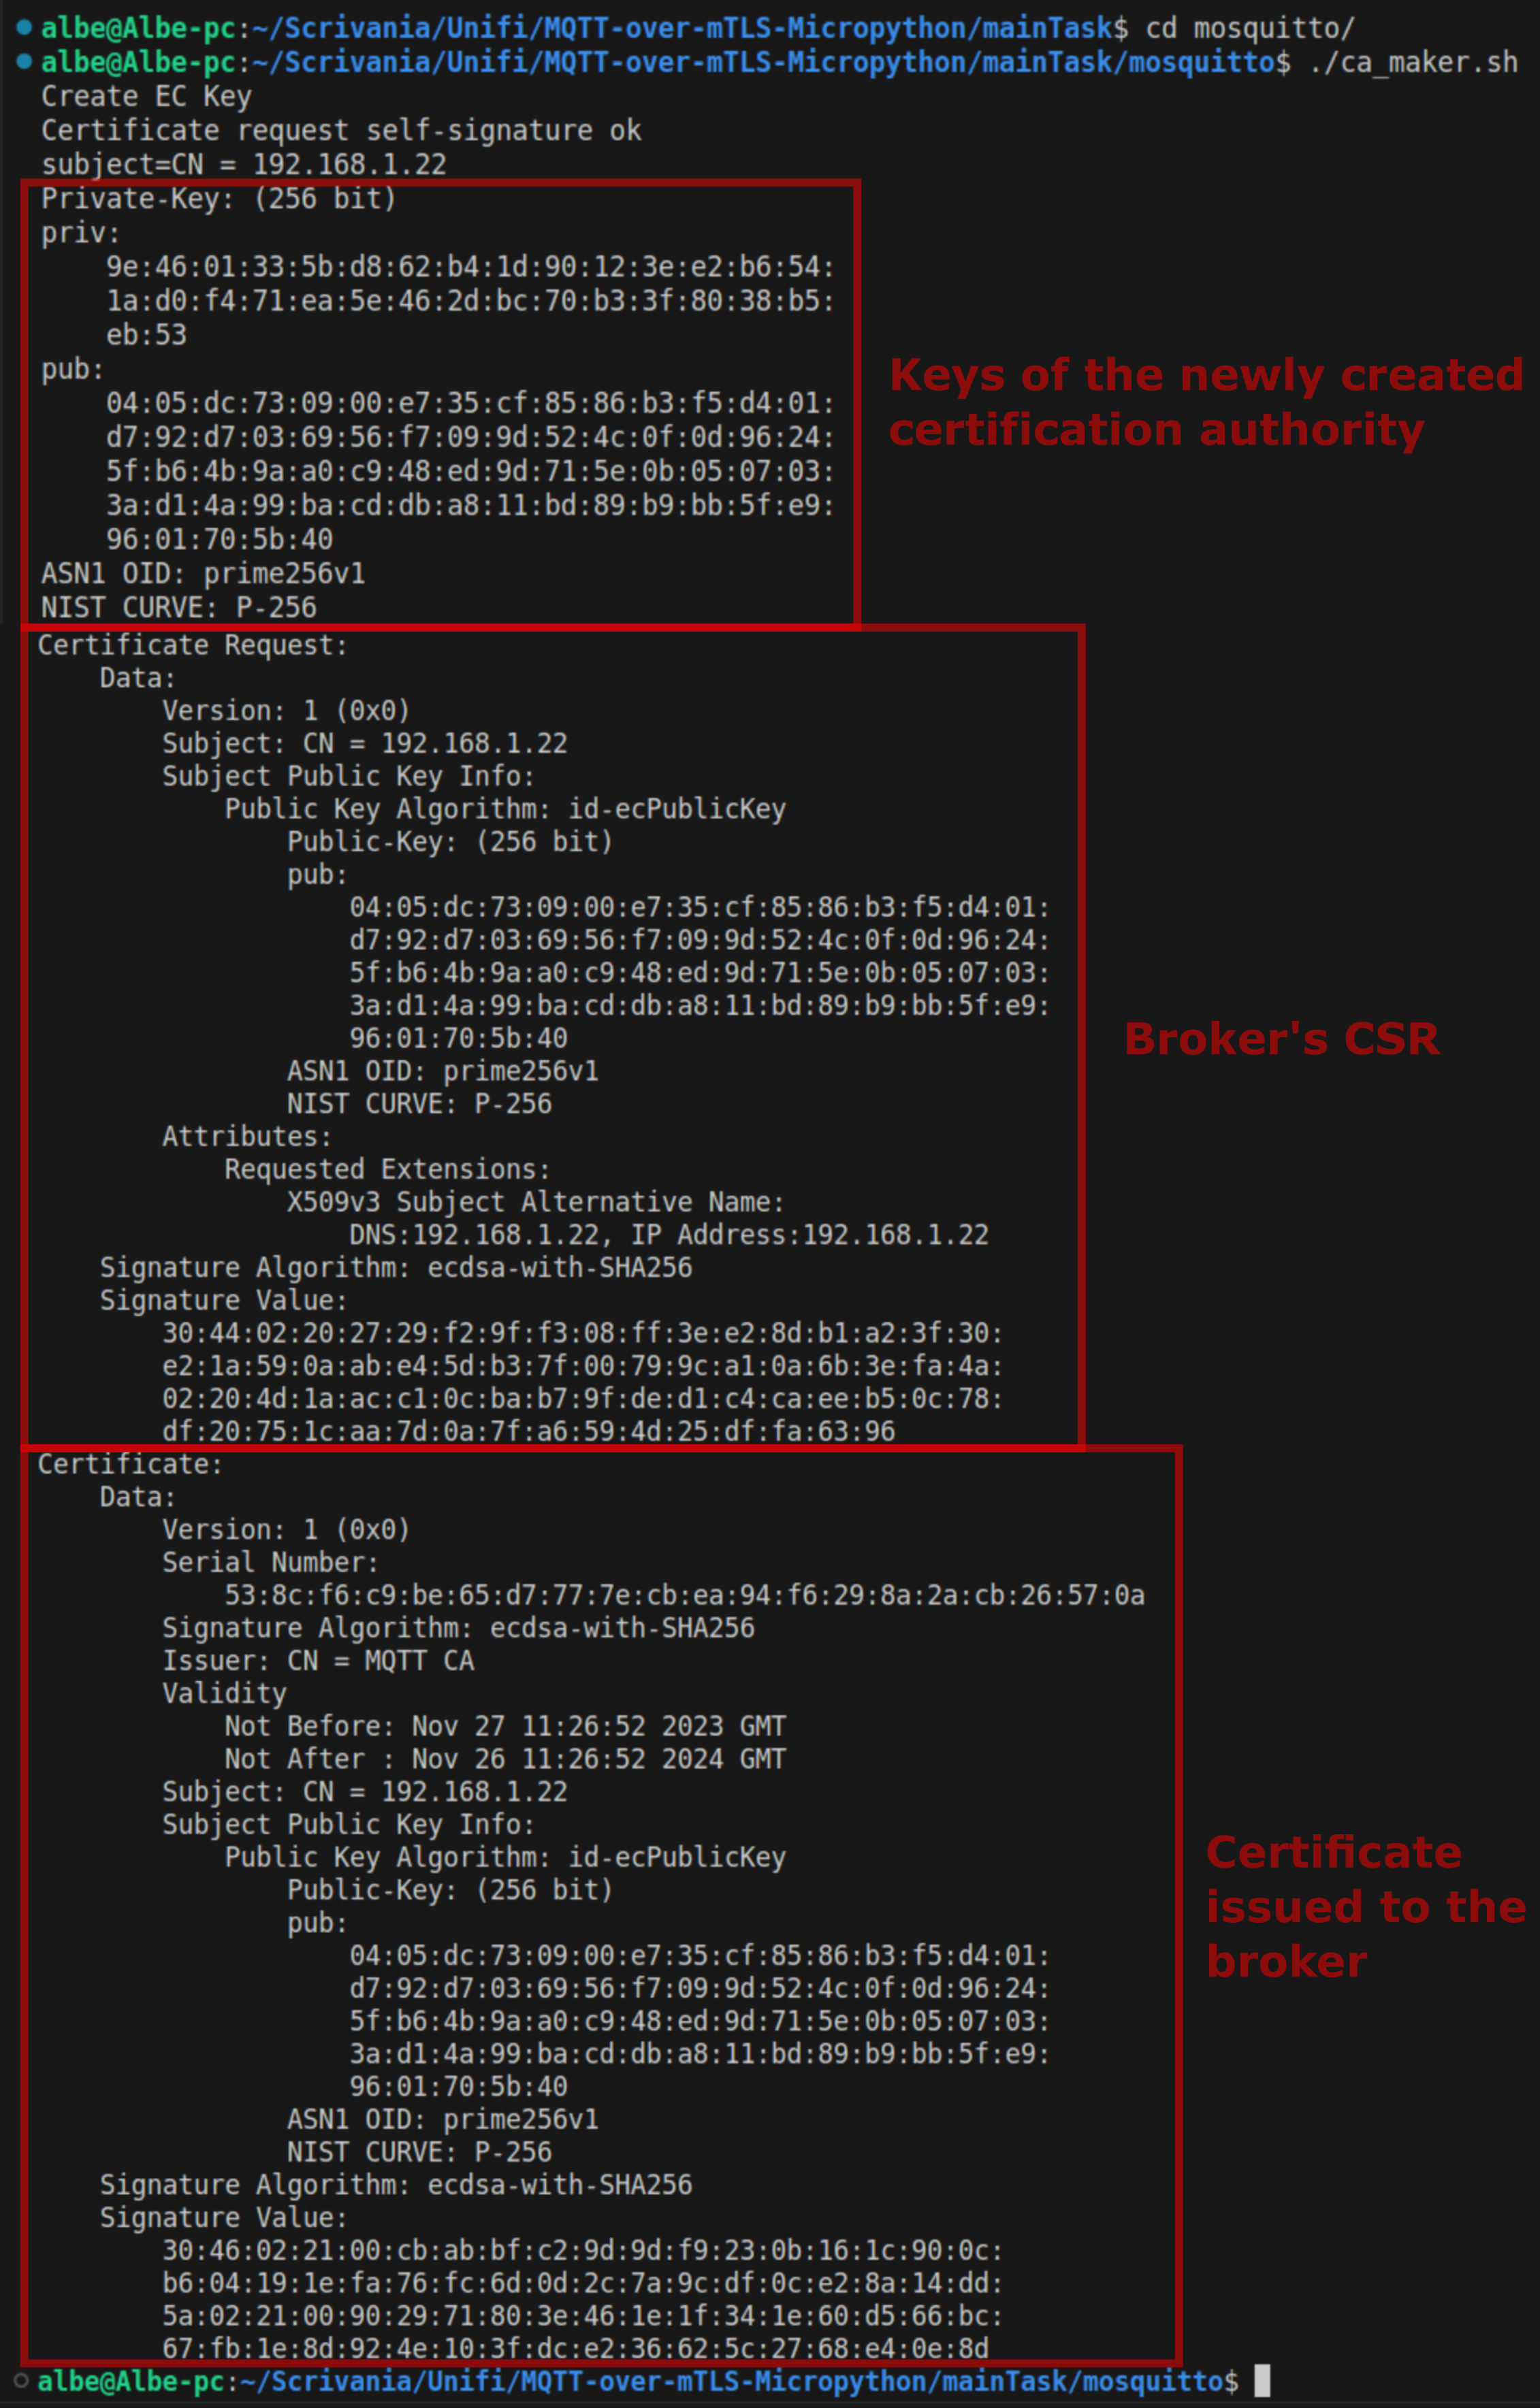 albe@Albe-pc:~/Scrivania/Unifi/MQTT-over-mTLS-Micropython/mainTask$ cd mosquitto/
albe@Albe-pc:~/Scrivania/Unifi/MQTT-over-mTLS-Micropython/mainTask/mosquitto$ ./ca_maker.sh
Create EC Key
Certificate request self-signature ok
subject=CN = 192.168.1.22
Private-Key: (256 bit)
priv:
    9e:46:01:33:5b:d8:62:b4:1d:90:12:3e:e2:b6:54:
    1a:d0:f4:71:ea:5e:46:2d:bc:70:b3:3f:80:38:b5:
    eb:53
pub:
    04:05:dc:73:09:00:e7:35:cf:85:86:b3:f5:d4:01:
    d7:92:d7:03:69:56:f7:09:9d:52:4c:0f:0d:96:24:
    5f:b6:4b:9a:a0:c9:48:ed:9d:71:5e:0b:05:07:03:
    3a:d1:4a:99:ba:cd:db:a8:11:bd:89:b9:bb:5f:e9:
    96:01:70:5b:40
ASN1 OID: prime256v1
NIST CURVE: P-256
Keys of the newly created
certification authority
Certificate Request:
    Data:
        Version: 1 (0x0)
        Subject: CN = 192.168.1.22
        Subject Public Key Info:
            Public Key Algorithm: id-ecPublicKey
                Public-Key: (256 bit)
                pub:
                    04:05:dc:73:09:00:e7:35:cf:85:86:b3:f5:d4:01:
                    d7:92:d7:03:69:56:f7:09:9d:52:4c:0f:0d:96:24:
                    5f:b6:4b:9a:a0:c9:48:ed:9d:71:5e:0b:05:07:03:
                    3a:d1:4a:99:ba:cd:db:a8:11:bd:89:b9:bb:5f:e9:
                    96:01:70:5b:40
                ASN1 OID: prime256v1
                NIST CURVE: P-256
        Attributes:
            Requested Extensions:
                X509v3 Subject Alternative Name:
                    DNS:192.168.1.22, IP Address:192.168.1.22
    Signature Algorithm: ecdsa-with-SHA256
    Signature Value:
        30:44:02:20:27:29:f2:9f:f3:08:ff:3e:e2:8d:b1:a2:3f:30:
        e2:1a:59:0a:ab:e4:5d:b3:7f:00:79:9c:a1:0a:6b:3e:fa:4a:
        02:20:4d:1a:ac:c1:0c:ba:b7:9f:de:d1:c4:ca:ee:b5:0c:78:
        df:20:75:1c:aa:7d:0a:7f:a6:59:4d:25:df:fa:63:96
Broker's CSR
Certificate:
    Data:
        Version: 1 (0x0)
        Serial Number:
            53:8c:f6:c9:be:65:d7:77:7e:cb:ea:94:f6:29:8a:2a:cb:26:57:0a
        Signature Algorithm: ecdsa-with-SHA256
        Issuer: CN = MQTT CA
        Validity
            Not Before: Nov 27 11:26:52 2023 GMT
            Not After : Nov 26 11:26:52 2024 GMT
        Subject: CN = 192.168.1.22
        Subject Public Key Info:
            Public Key Algorithm: id-ecPublicKey
                Public-Key: (256 bit)
                pub:
                    04:05:dc:73:09:00:e7:35:cf:85:86:b3:f5:d4:01:
                    d7:92:d7:03:69:56:f7:09:9d:52:4c:0f:0d:96:24:
                    5f:b6:4b:9a:a0:c9:48:ed:9d:71:5e:0b:05:07:03:
                    3a:d1:4a:99:ba:cd:db:a8:11:bd:89:b9:bb:5f:e9:
                    96:01:70:5b:40
                ASN1 OID: prime256v1
                NIST CURVE: P-256
    Signature Algorithm: ecdsa-with-SHA256
    Signature Value:
        30:46:02:21:00:cb:ab:bf:c2:9d:9d:f9:23:0b:16:1c:90:0c:
        b6:04:19:1e:fa:76:fc:6d:0d:2c:7a:9c:df:0c:e2:8a:14:dd:
        5a:02:21:00:90:29:71:80:3e:46:1e:1f:34:1e:60:d5:66:bc:
        67:fb:1e:8d:92:4e:10:3f:dc:e2:36:62:5c:27:68:e4:0e:8d
Certificate
issued to the
broker
albe@Albe-pc:~/Scrivania/Unifi/MQTT-over-mTLS-Micropython/mainTask/mosquitto$